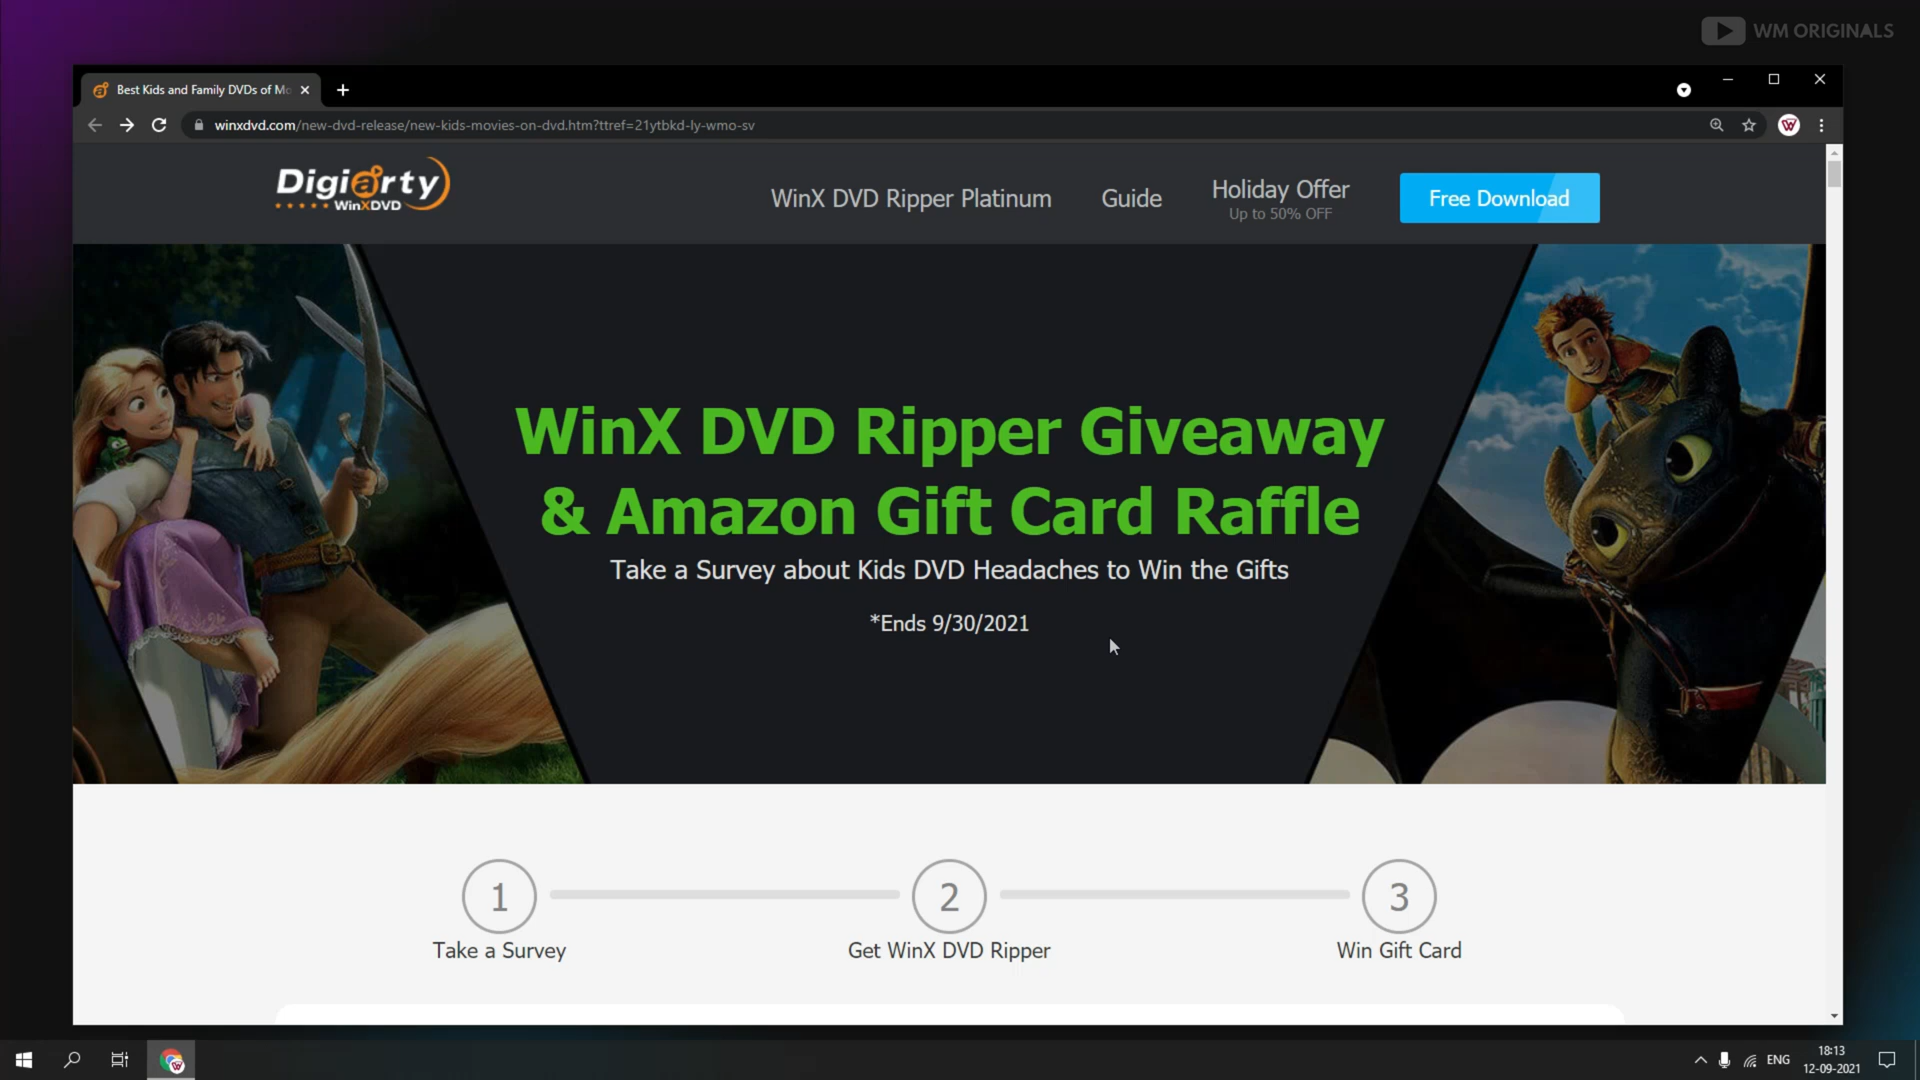 WM ORIGINALS
Best Kids and Family DVDs of Mo
winxdvd.com/new-dvd-release/new-kids-movies-on-dvd.htm?ttref=21ytbkd-ly-wmo-sv
Digiarty
WinXDVD
WinX DVD Ripper Platinum
Guide
Holiday Offer
Up to 50% OFF
Free Download
WinX DVD Ripper Giveaway
& Amazon Gift Card Raffle
Take a Survey about Kids DVD Headaches to Win the Gifts
*Ends 9/30/2021
1
2
3
Take a Survey
Get WinX DVD Ripper
Win Gift Card
ENG
18:13
12-09-2021